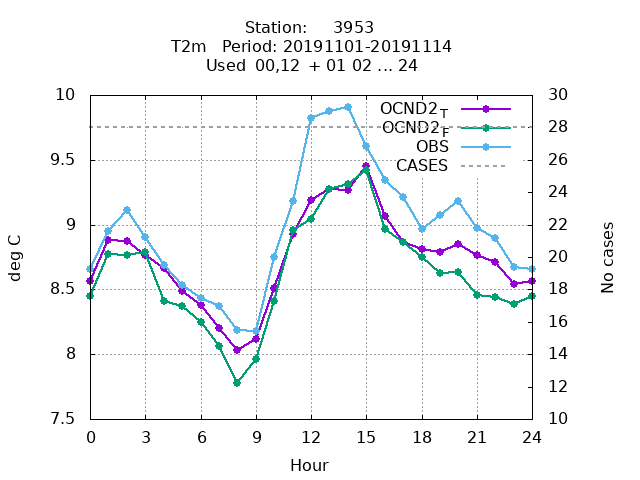 Station: 3953
T2m Period: 20191101-20191114
Used 00,12 + 01 02 ... 24
10
9.5
9
8.5
8
7.5
30
28
26
24
22
20
18
16
14
12
10
OCND2T
OCND2F
OBS
CASES
deg C
No cases
0 3 6 9 12 15 18 21 24
Hour